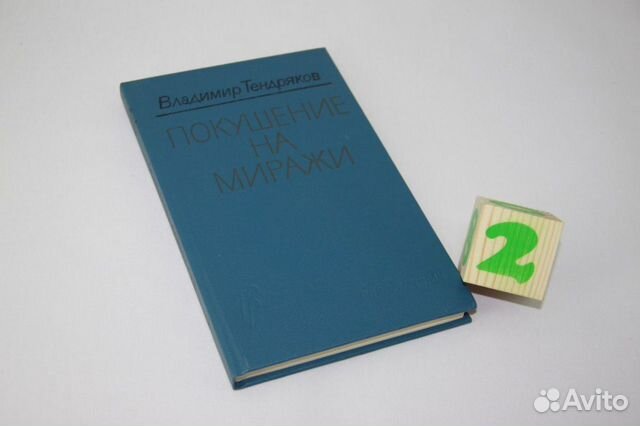 Владимир Тендряков
ПОКУШЕНИЕ
НА
МИРАЖИ
2
Avito